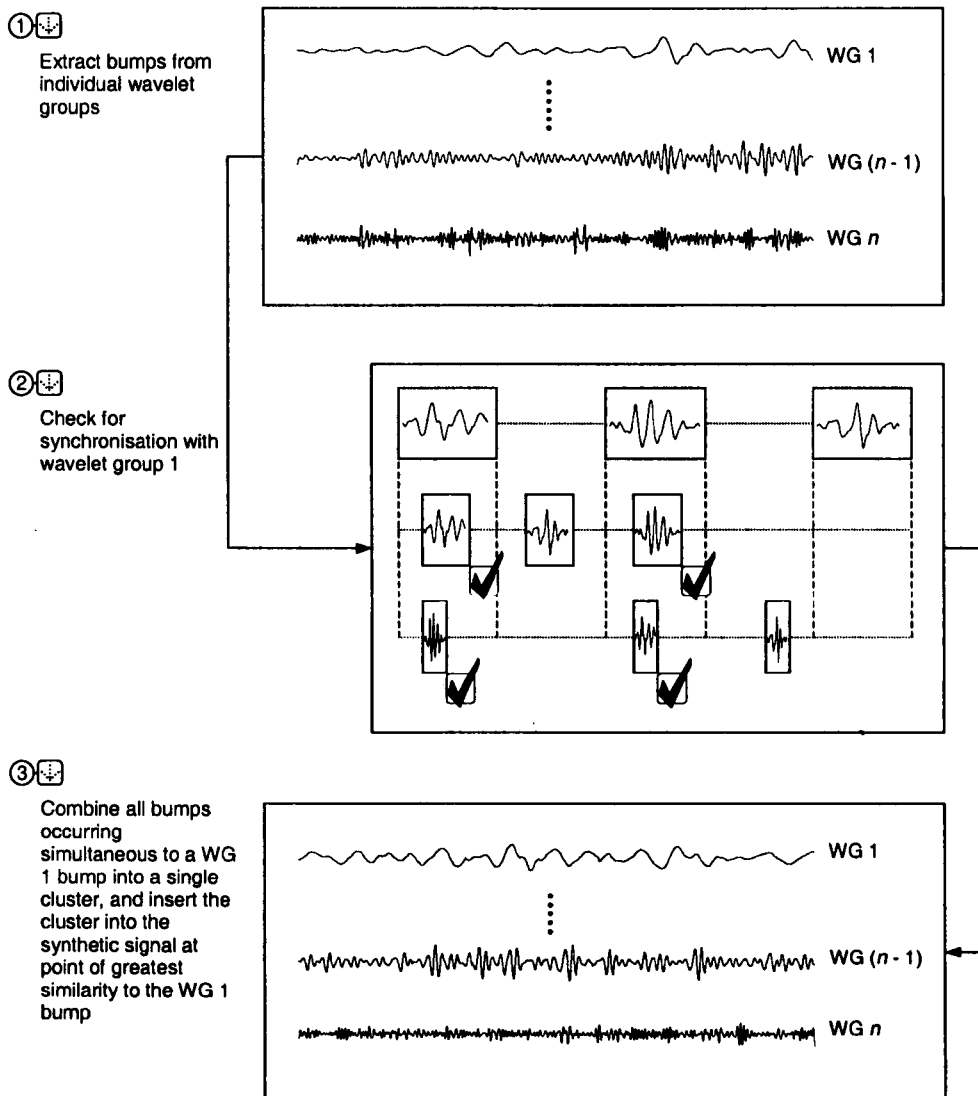 ①
Extract bumps from
individual wavelet
groups
WG 1
WG (n - 1)
WG n
②
Check for
synchronisation with
wavelet group 1
③
Combine all bumps
occurring
simultaneous to a WG
1 bump into a single
cluster, and insert the
cluster into the
synthetic signal at
point of greatest
similarity to the WG 1
bump
WG 1
WG (n - 1)
WG n